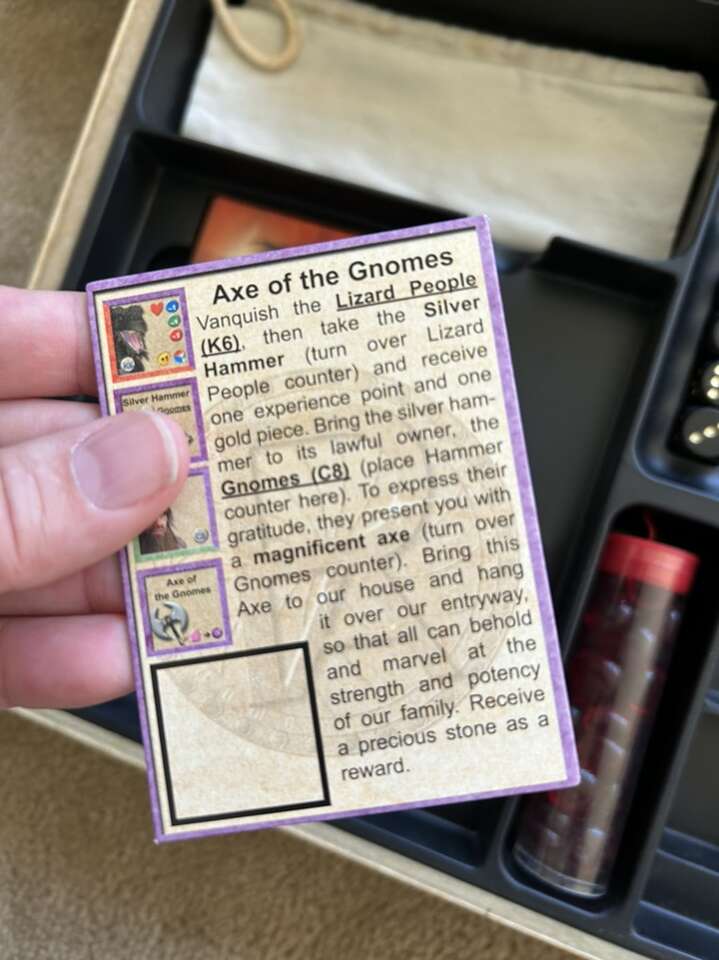 Axe of the Gnomes
Vanquish the Lizard People
(K6), then take the Silver
Hammer (turn over Lizard
People counter) and receive
one experience point and one
gold piece. Bring the silver ham-
mer to its lawful owner, the
Gnomes (C8) (place Hammer
counter here). To express their
gratitude, they present you with
a magnificent axe (turn over
Gnomes counter). Bring this
Axe to our house and hang
it over our entryway,
so that all can behold
and marvel at the
strength and potency
of our family. Receive
a precious stone as a
reward.
Silver Hammer
Gnomes
Axe of
the Gnomes